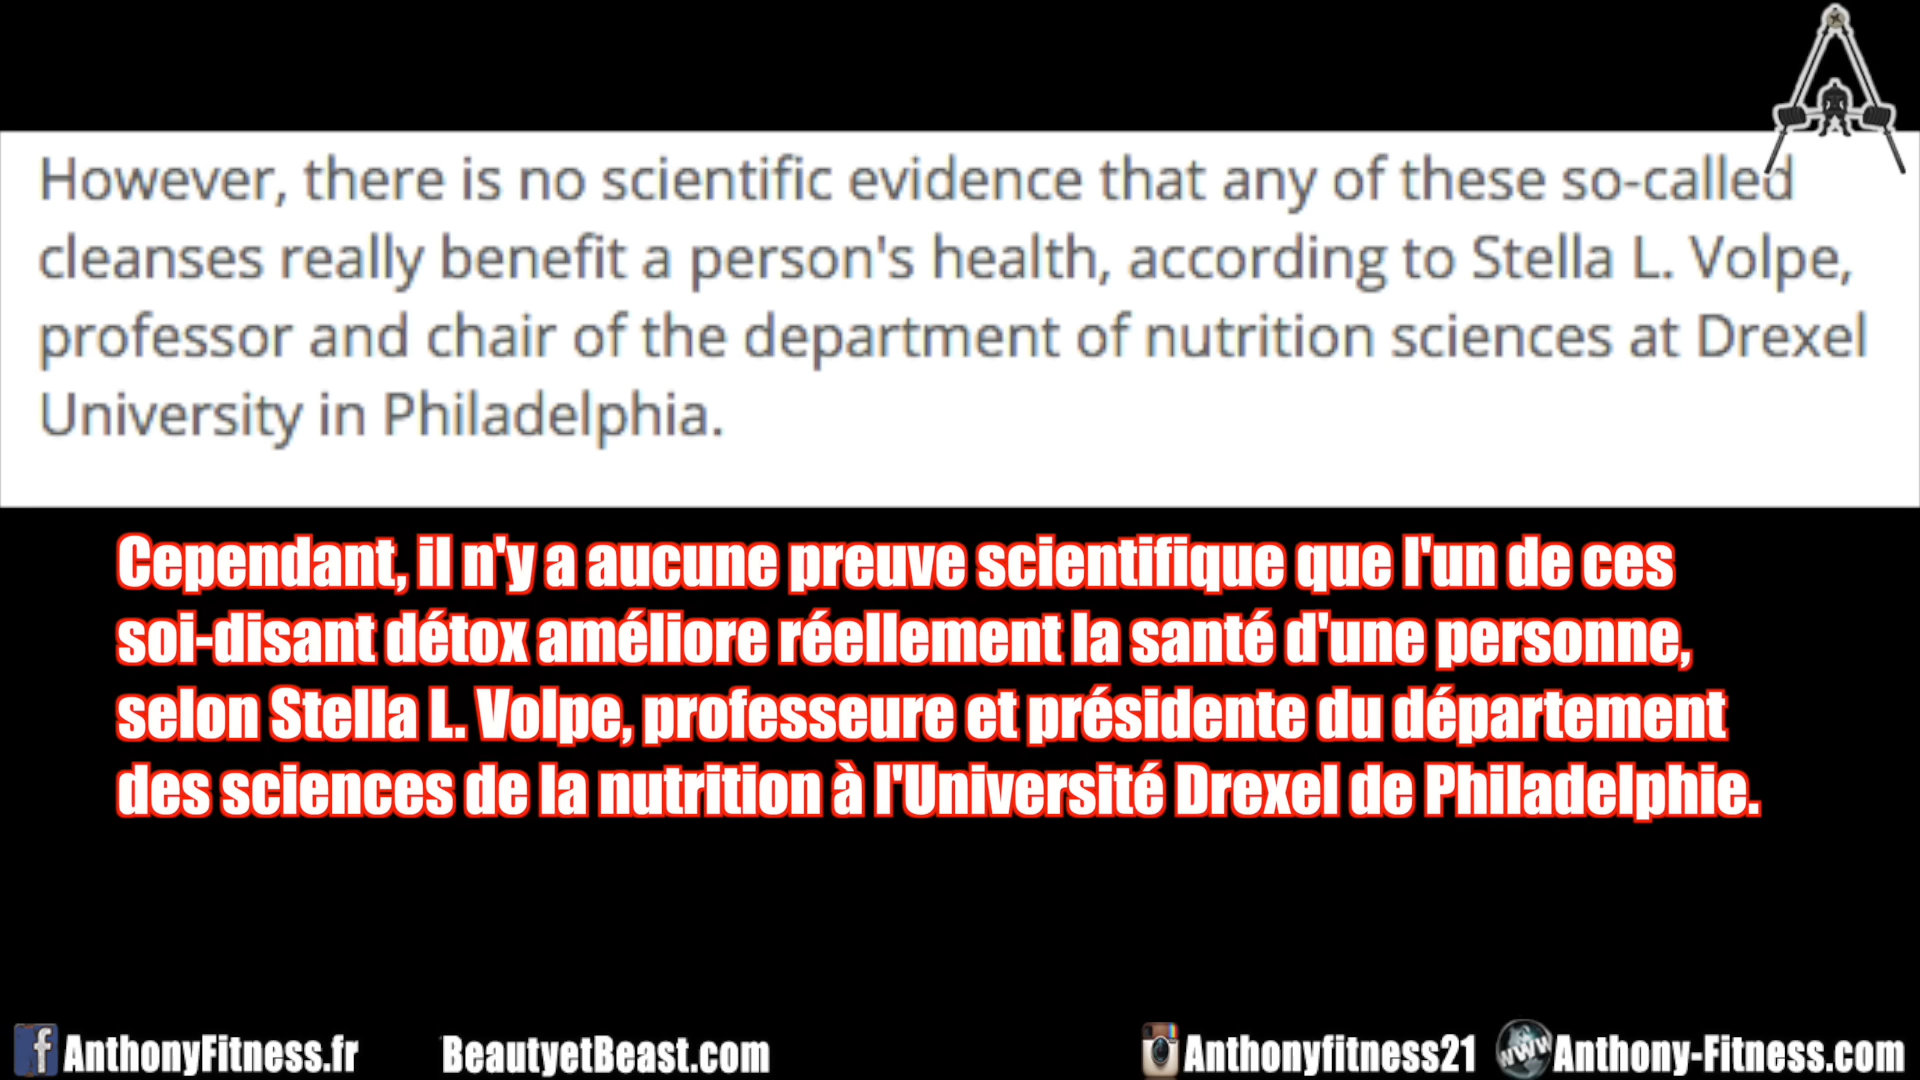 However, there is no scientific evidence that any of these so-called
cleanses really benefit a person's health, according to Stella L. Volpe,
professor and chair of the department of nutrition sciences at Drexel
University in Philadelphia.
Cependant, il n'y a aucune preuve scientifique que l'un de ces
soi-disant détox améliore réellement la santé d'une personne,
selon Stella L. Volpe, professeure et présidente du département
des sciences de la nutrition à l'Université Drexel de Philadelphie.
f AnthonyFitness.fr BeautyetBeast.com Anthonyfitness21 www Anthony-Fitness.com